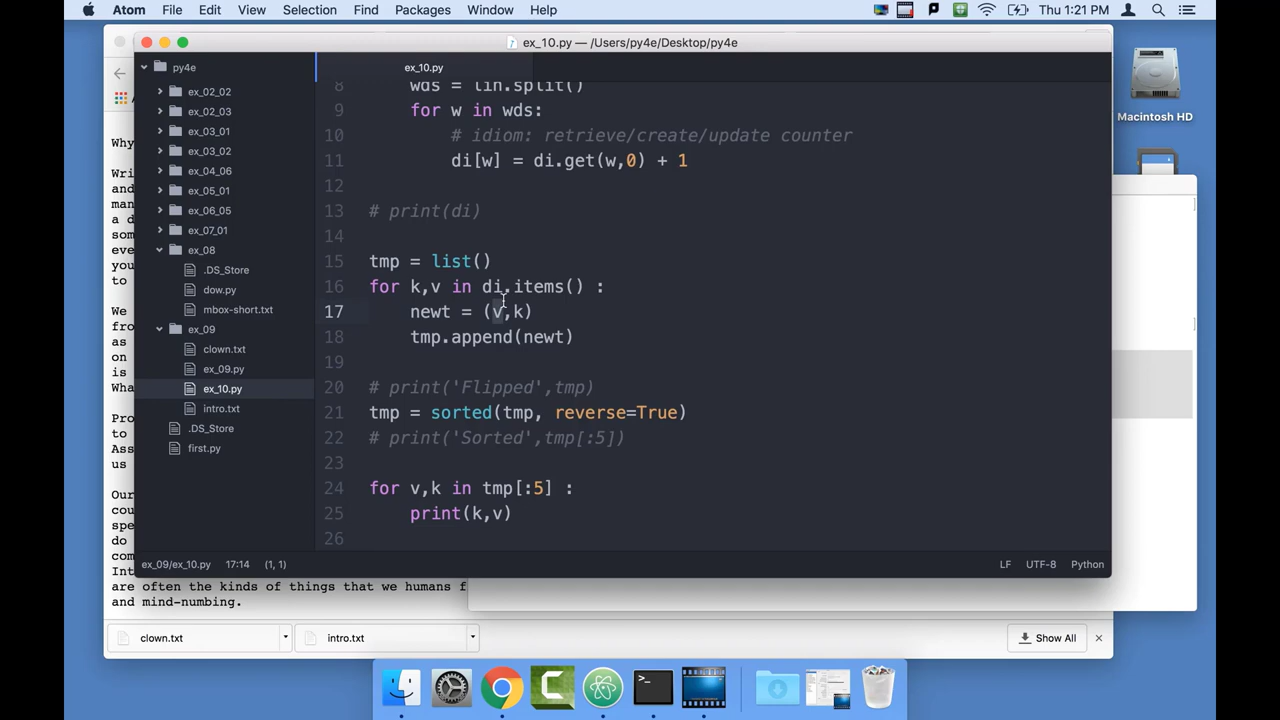 Atom File Edit View Selection Find Packages Window Help Thu 1:21 PM
ex_10.py — /Users/py4e/Desktop/py4e
py4e
ex_02_02
ex_02_03
ex_03_01
ex_03_02
ex_04_06
ex_05_01
ex_06_05
ex_07_01
ex_08
.DS_Store
dow.py
mbox-short.txt
ex_09
clown.txt
ex_09.py
ex_10.py
intro.txt
.DS_Store
first.py
ex_10.py
8 wds = lin.split()
9 for w in wds:
10 # idiom: retrieve/create/update counter
11 di[w] = di.get(w,0) + 1
12
13 # print(di)
14
15 tmp = list()
16 for k,v in di.items() :
17 newt = (v,k)
18 tmp.append(newt)
19
20 # print('Flipped',tmp)
21 tmp = sorted(tmp, reverse=True)
22 # print('Sorted',tmp[:5])
23
24 for v,k in tmp[:5] :
25 print(k,v)
26
ex_09/ex_10.py 17:14 (1, 1) LF UTF-8 Python
Why
Wri
and
man
a d
som
eve
you
to
We
fro
as
on
is
Wha
Pro
to
Ass
us
Our
cou
spe
do
com
Int
are often the kinds of things that we humans f
and mind-numbing.
clown.txt intro.txt Show All
Macintosh HD